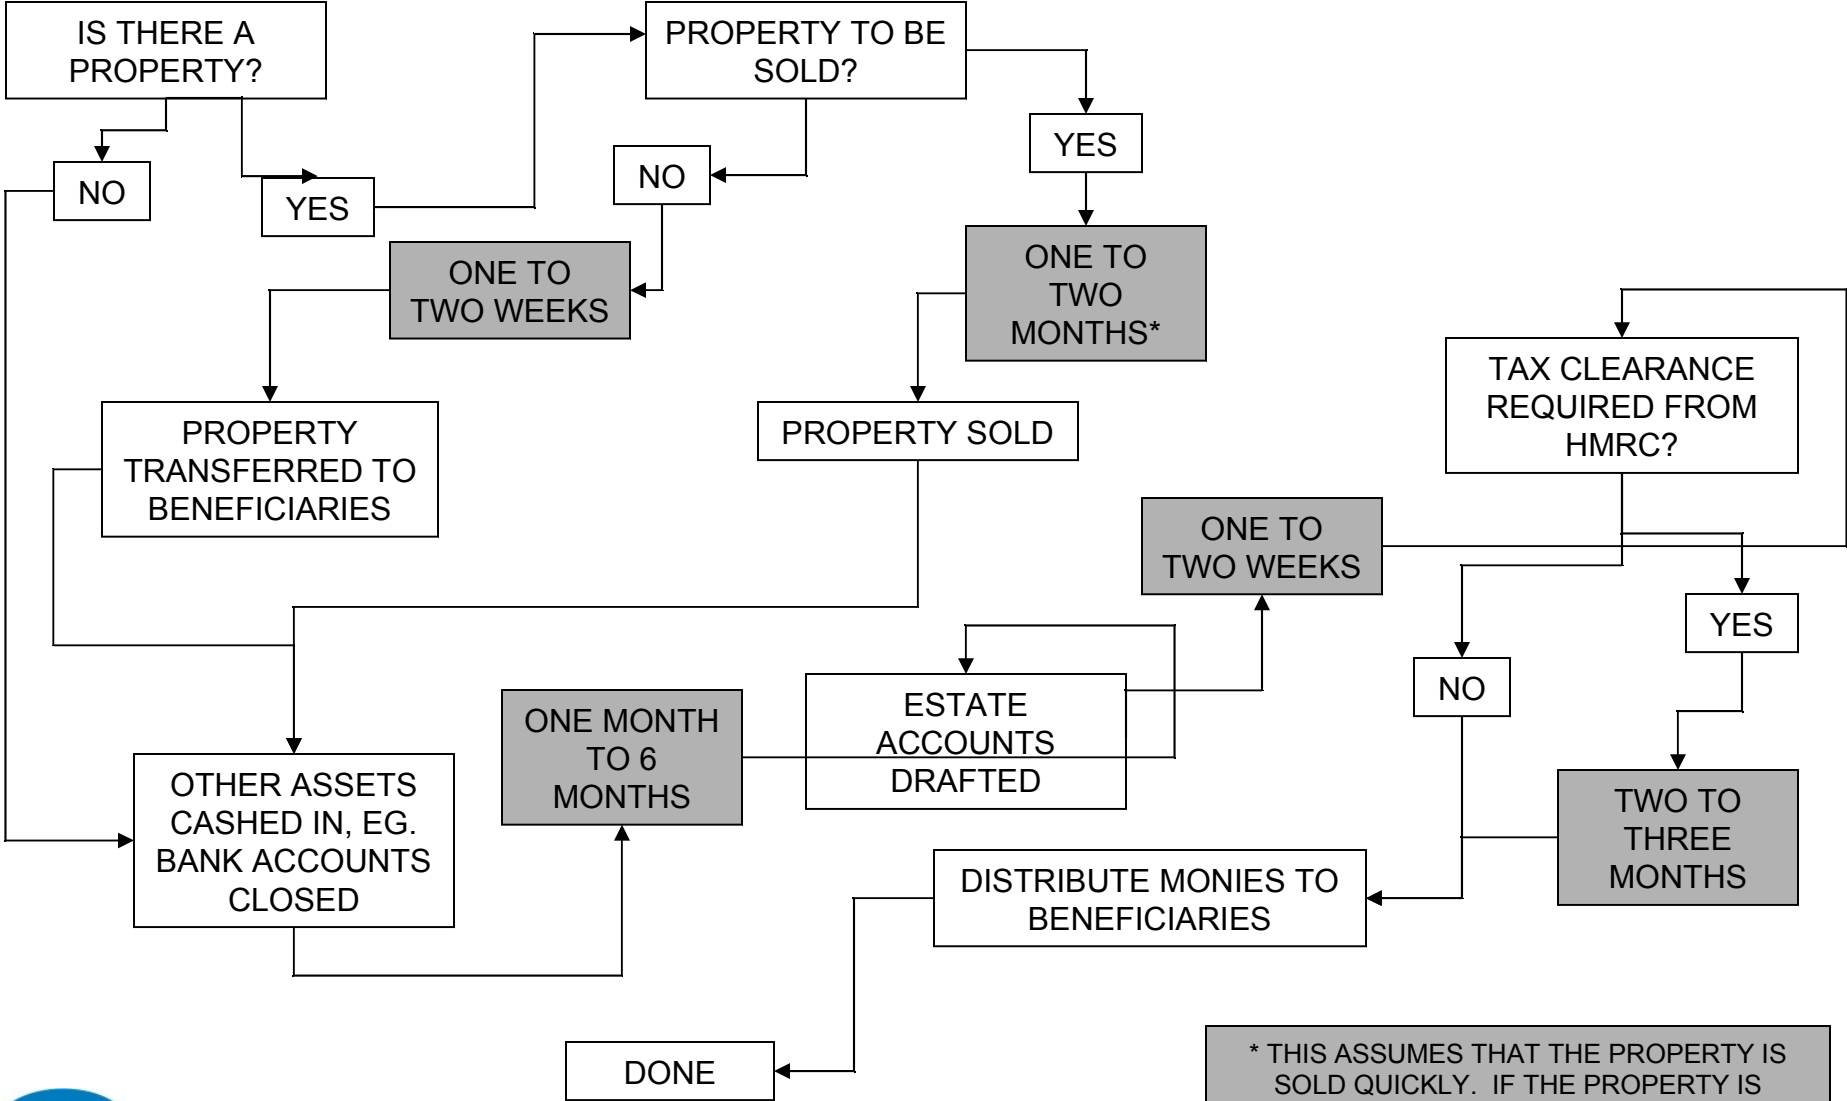 IS THERE A
PROPERTY?
PROPERTY TO BE
SOLD?
YES
NO
NO
YES
ONE TO
TWO WEEKS
ONE TO
TWO
MONTHS*
TAX CLEARANCE
REQUIRED FROM
HMRC?
PROPERTY
TRANSFERRED TO
BENEFICIARIES
PROPERTY SOLD
ONE TO
TWO WEEKS
YES
NO
ONE MONTH
TO 6
MONTHS
ESTATE
ACCOUNTS
DRAFTED
OTHER ASSETS
CASHED IN, EG.
BANK ACCOUNTS
CLOSED
TWO TO
THREE
MONTHS
DISTRIBUTE MONIES TO
BENEFICIARIES
DONE
* THIS ASSUMES THAT THE PROPERTY IS
SOLD QUICKLY. IF THE PROPERTY IS